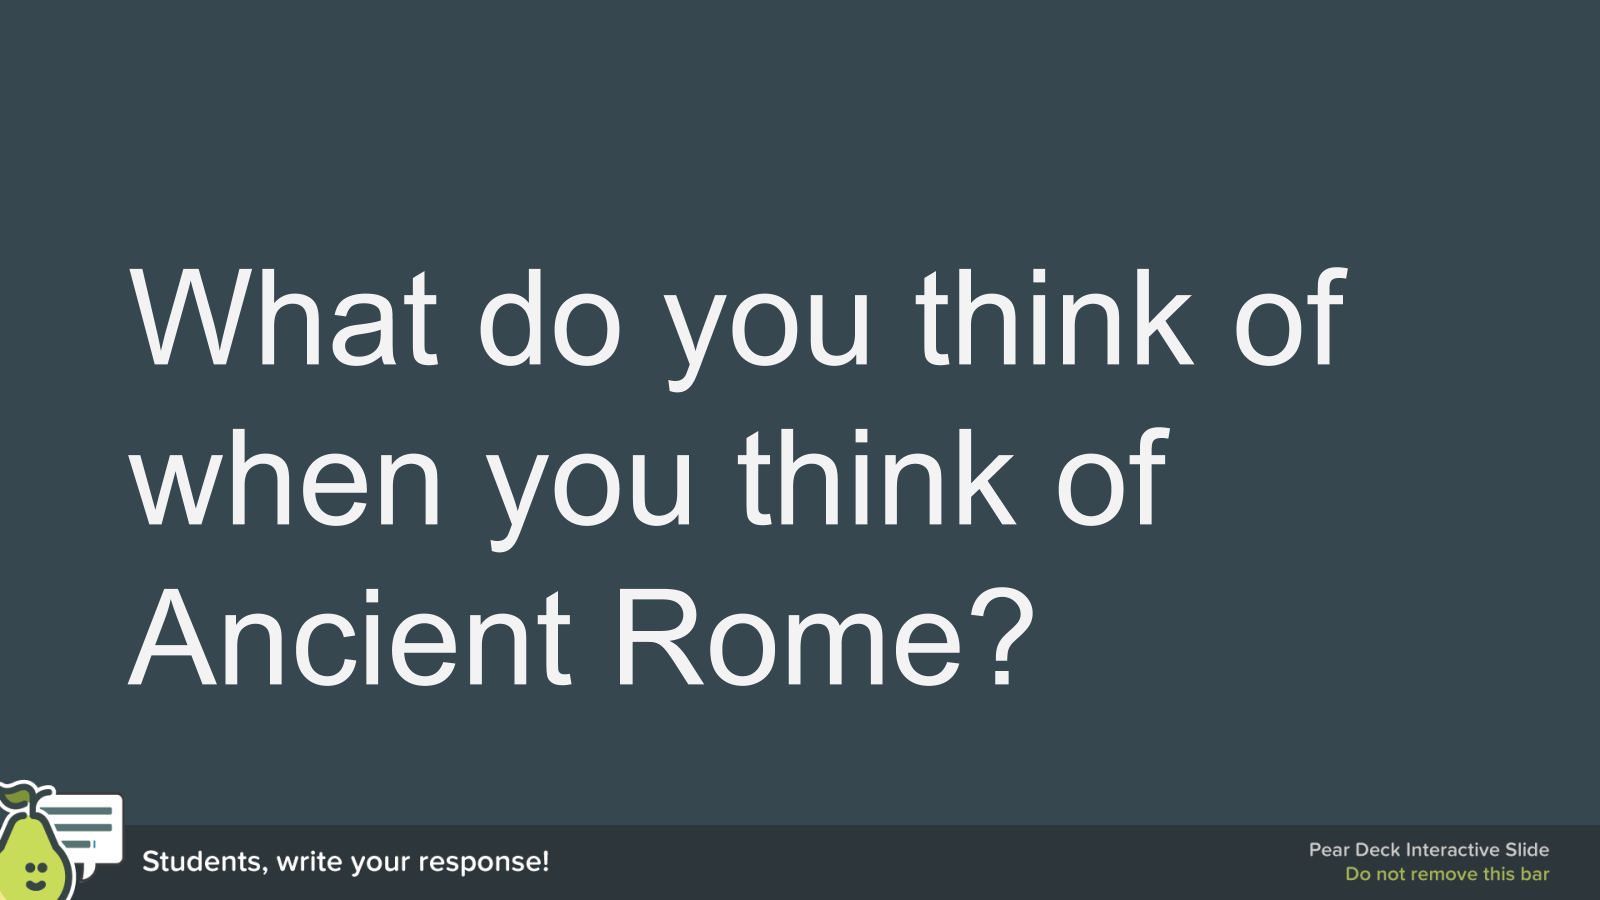 What do you think of
when you think of
Ancient Rome?
Students, write your response!
Pear Deck Interactive Slide
Do not remove this bar